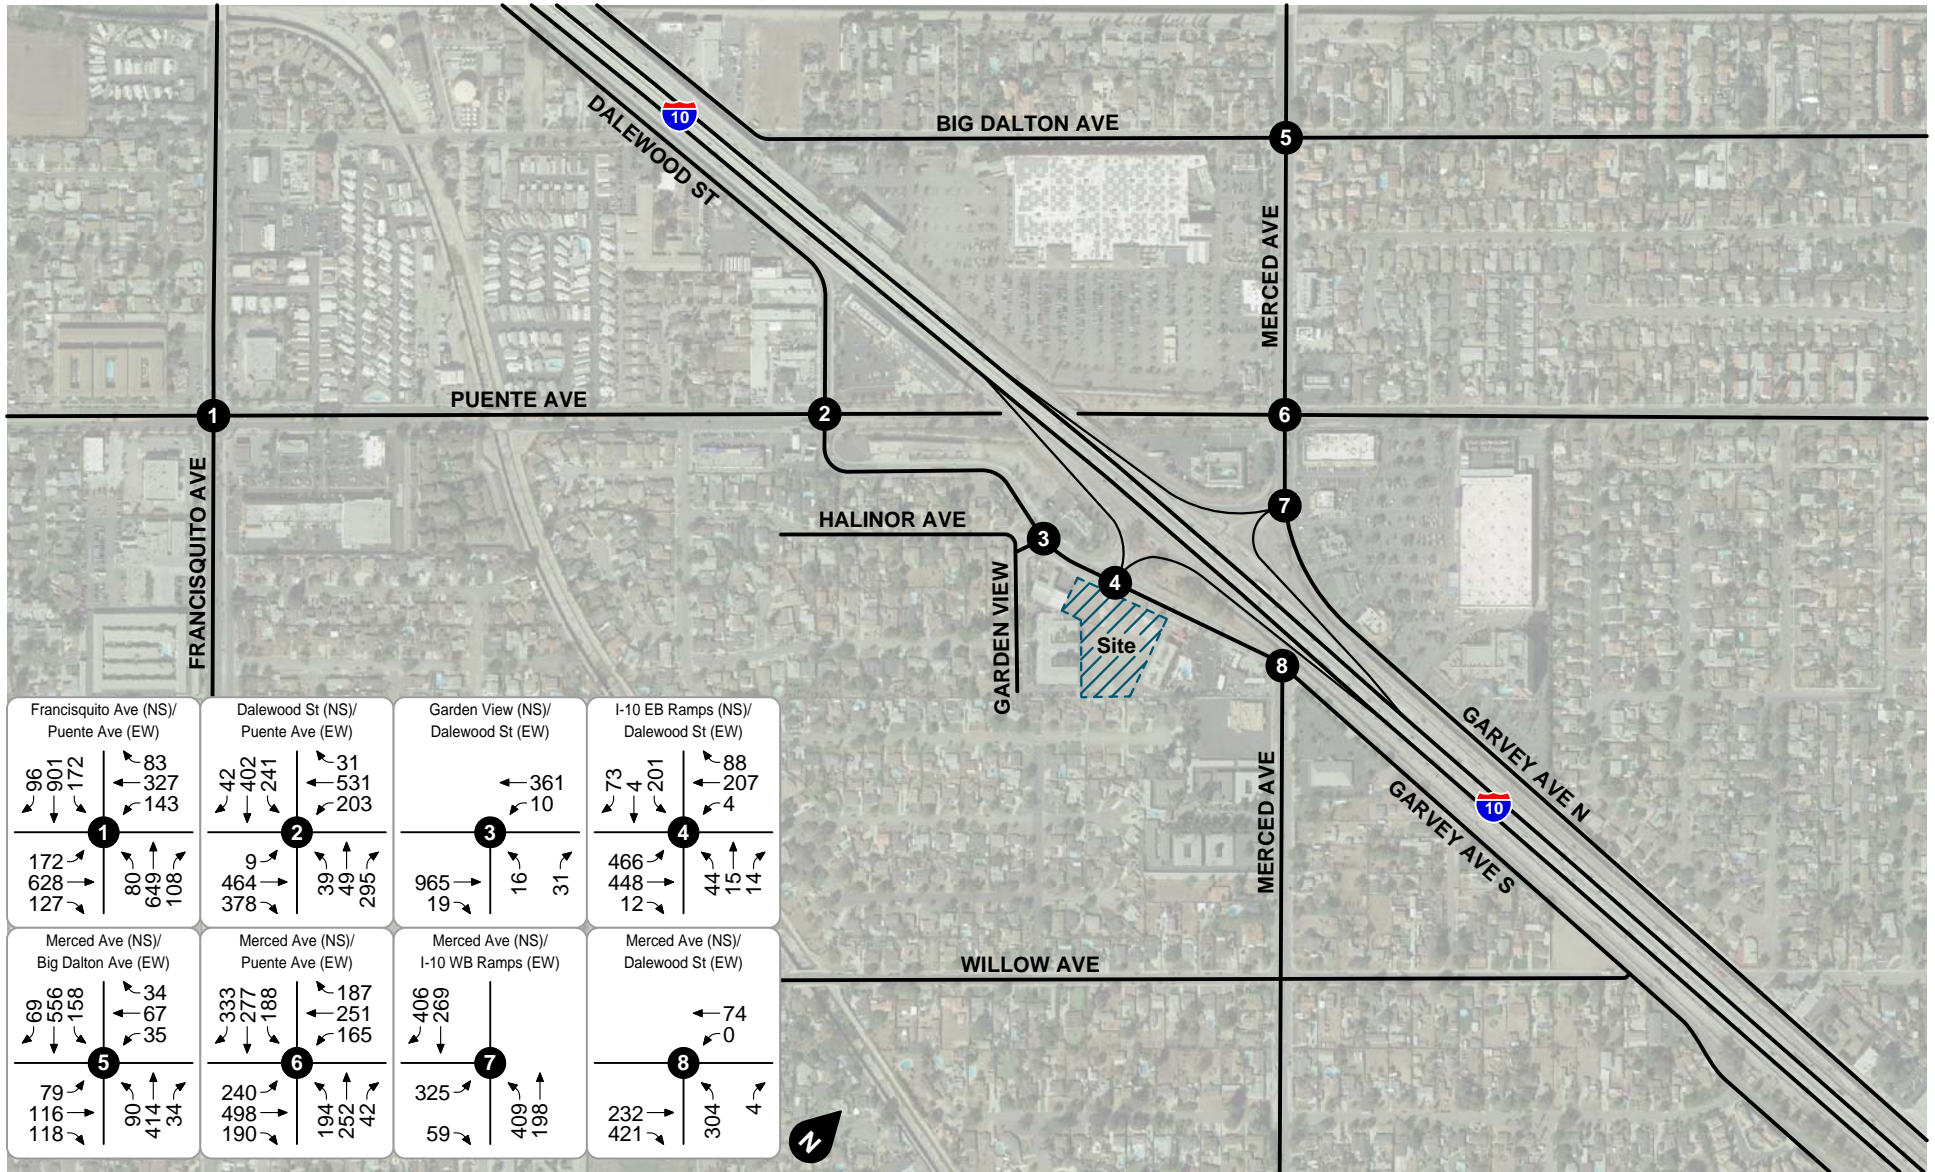 10
DALEWOOD ST
BIG DALTON AVE
5
MERCED AVE
PUENTE AVE
1
2
6
FRANCISQUITO AVE
7
HALINOR AVE
3
4
GARDEN VIEW
Site
8
MERCED AVE
GARVEY AVE N
10
GARVEY AVE S
WILLOW AVE
N
Francisquito Ave (NS)/
Puente Ave (EW)
96 901 172
83
327
143
1
172
628
127
80 649 108
Dalewood St (NS)/
Puente Ave (EW)
42 402 241
31
531
203
2
9
464
378
39 49 295
Garden View (NS)/
Dalewood St (EW)
361
10
3
965
19
16 31
I-10 EB Ramps (NS)/
Dalewood St (EW)
73 4 201
88
207
4
4
466
448
12
44 15 14
Merced Ave (NS)/
Big Dalton Ave (EW)
69 556 158
34
67
35
5
79
116
118
90 414 34
Merced Ave (NS)/
Puente Ave (EW)
333 277 188
187
251
165
6
240
498
190
194 252 42
Merced Ave (NS)/
I-10 WB Ramps (EW)
406 269
7
325
59
409 198
Merced Ave (NS)/
Dalewood St (EW)
74
0
8
232
421
304 4